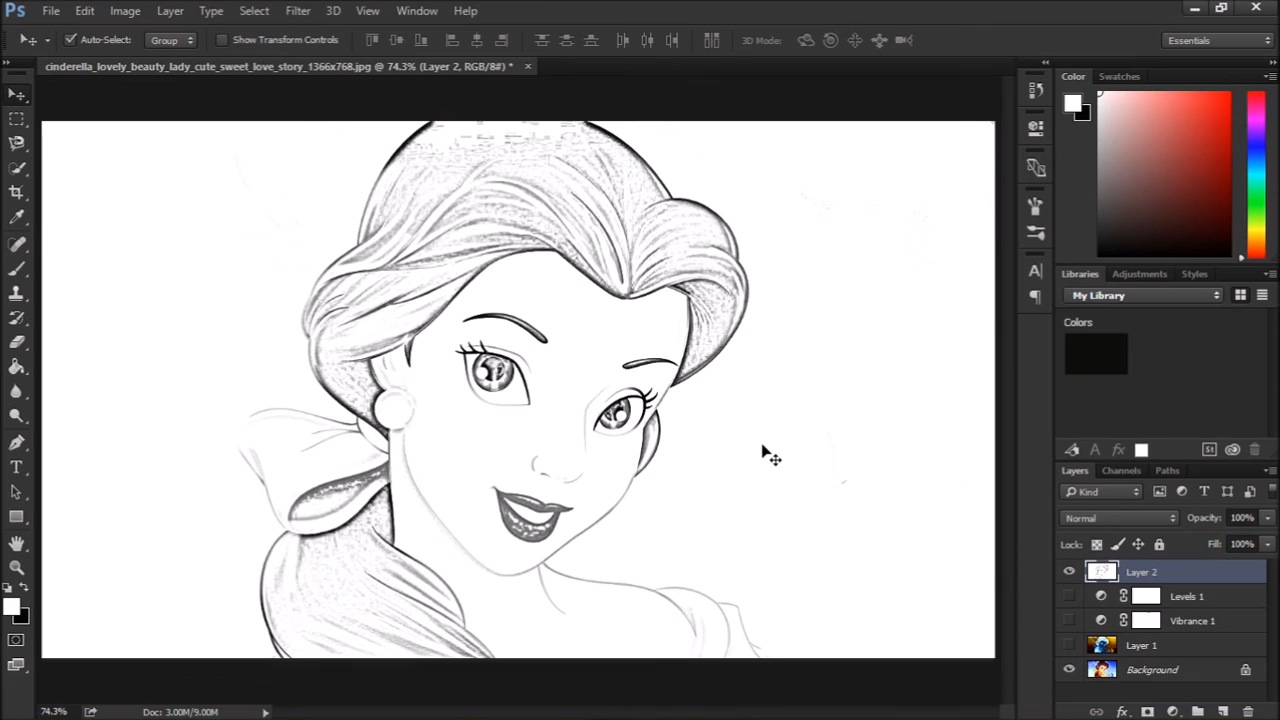 Ps File Edit Image Layer Type Select Filter 3D View Window Help
Auto-Select: Group Show Transform Controls 3D Mode: Essentials
cinderella_lovely_beauty_lady_cute_sweet_love_story_1366x768.jpg @ 74.3% (Layer 2, RGB/8#) * ×
Color Swatches
Libraries Adjustments Styles
My Library
Colors
A
A fx St
Layers Channels Paths
Kind T
Normal Opacity: 100%
Lock: Fill: 100%
Layer 2
Levels 1
Vibrance 1
Layer 1
Background
T
74.3% Doc: 3.00M/9.00M
fx